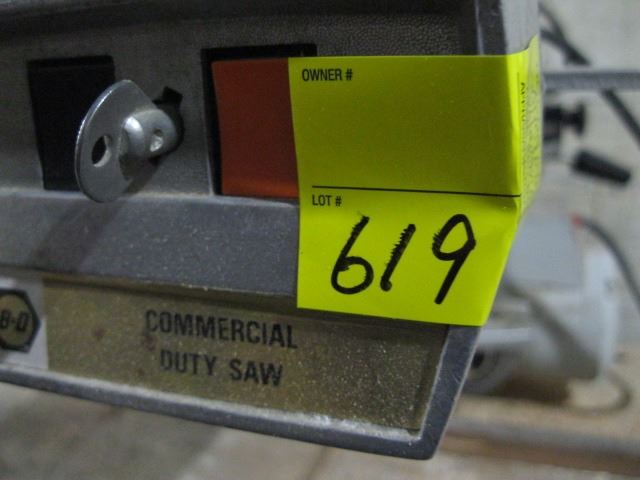 OWNER #
LOT #
619
B-D
COMMERCIAL
DUTY SAW